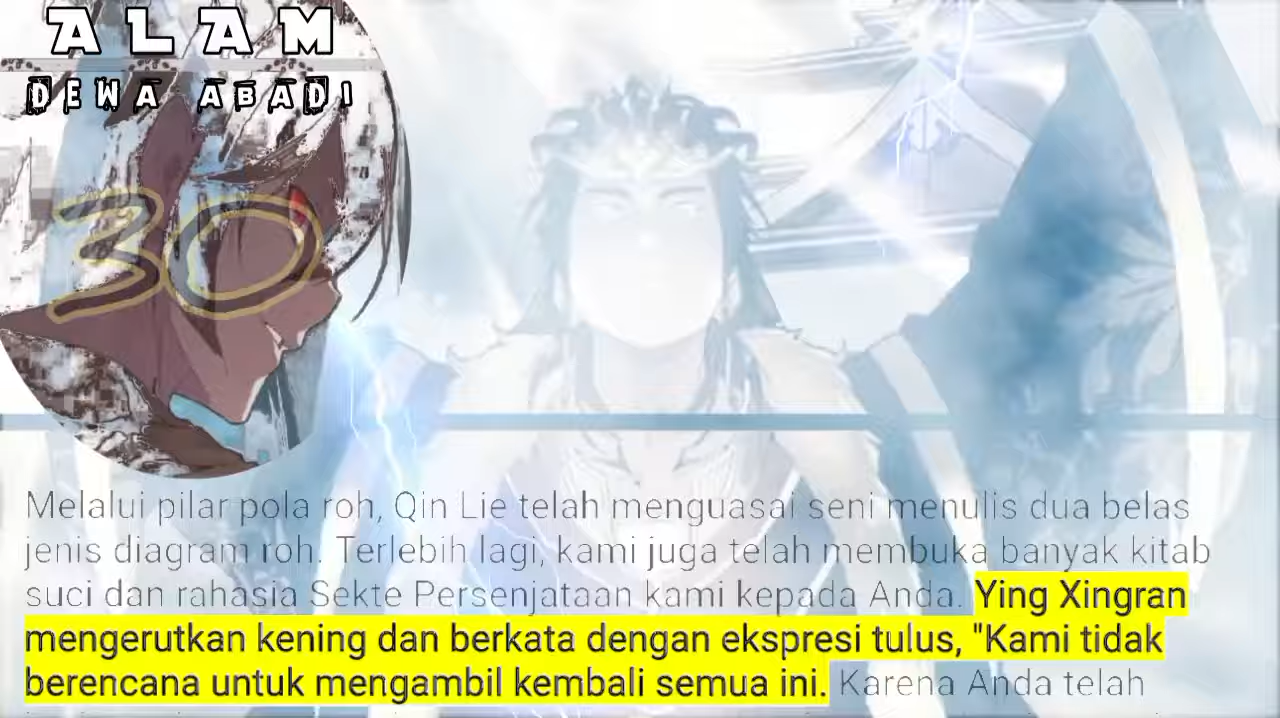 ALAM
DEWA ABADI
30
Melalui pilar pola roh, Qin Lie telah menguasai seni menulis dua belas
jenis diagram roh. Terlebih lagi, kami juga telah membuka banyak kitab
suci dan rahasia Sekte Persenjataan kami kepada Anda. Ying Xingran
mengerutkan kening dan berkata dengan ekspresi tulus, "Kami tidak
berencana untuk mengambil kembali semua ini. Karena Anda telah